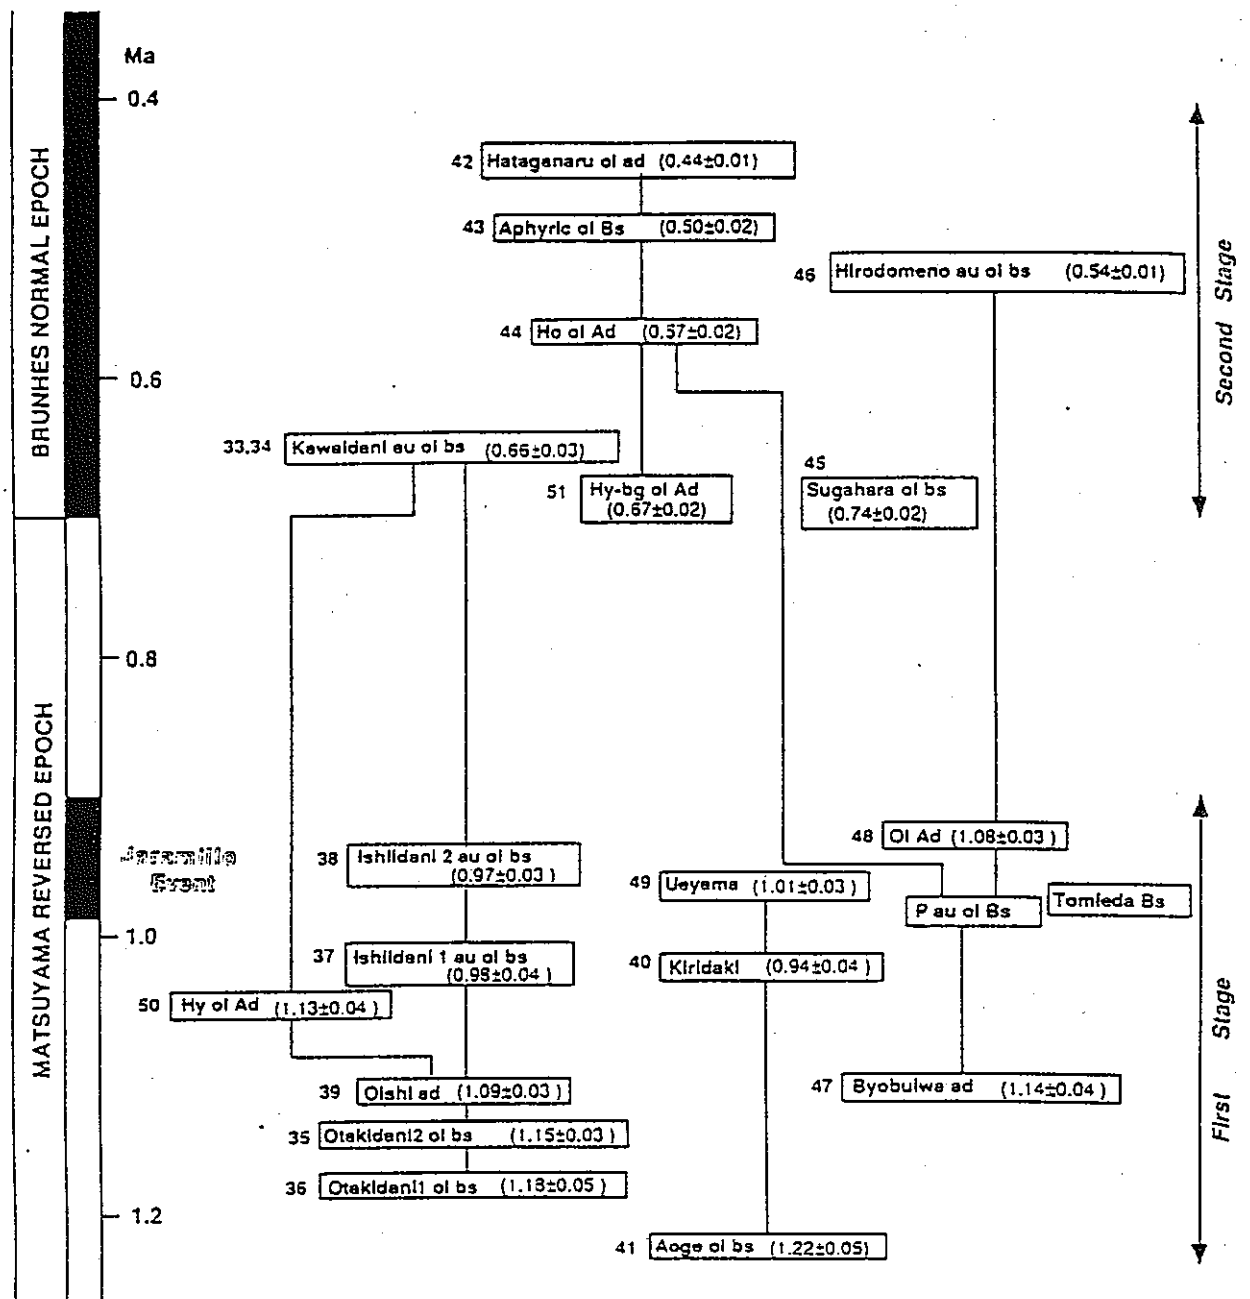 Ma
0.4
42 Hataganaru ol ad (0.44±0.01)
43 Aphyric ol Bs (0.50±0.02)
46 Hirodomeno au ol bs (0.54±0.01)
44 Ho ol Ad (0.57±0.02)
0.6
33,34 Kawaidani au ol bs (0.66±0.03)
51 Hy-bg ol Ad
(0.67±0.02)
45
Sugahara ol bs
(0.74±0.02)
BRUNHES NORMAL EPOCH
Second Stage
0.8
48 Ol Ad (1.08±0.03)
Jaramillo
Event
38 Ishiidani 2 au ol bs
(0.97±0.03)
49 Ueyama (1.01±0.03)
P au ol Bs
Tomieda Bs
1.0
37 Ishiidani 1 au ol bs
(0.98±0.04)
40 Kiridaki (0.94±0.04)
50 Hy ol Ad (1.13±0.04)
39 Oishi ad (1.09±0.03)
47 Byobuiwa ad (1.14±0.04)
35 Otakidani2 ol bs (1.15±0.03)
36 Otakidani1 ol bs (1.18±0.05)
1.2
41 Aoge ol bs (1.22±0.05)
MATSUYAMA REVERSED EPOCH
First Stage